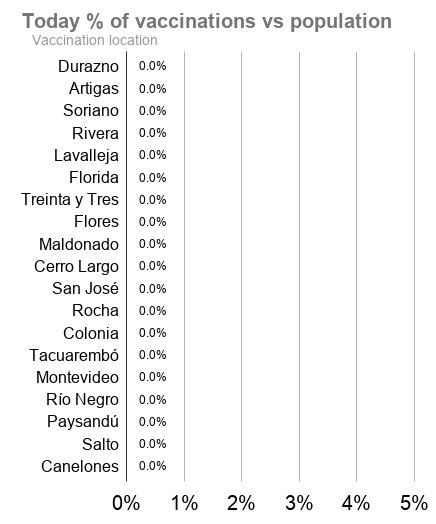 Today % of vaccinations vs population
Vaccination location
Durazno 0.0%
Artigas 0.0%
Soriano 0.0%
Rivera 0.0%
Lavalleja 0.0%
Florida 0.0%
Treinta y Tres 0.0%
Flores 0.0%
Maldonado 0.0%
Cerro Largo 0.0%
San José 0.0%
Rocha 0.0%
Colonia 0.0%
Tacuarembó 0.0%
Montevideo 0.0%
Río Negro 0.0%
Paysandú 0.0%
Salto 0.0%
Canelones 0.0%
0% 1% 2% 3% 4% 5%